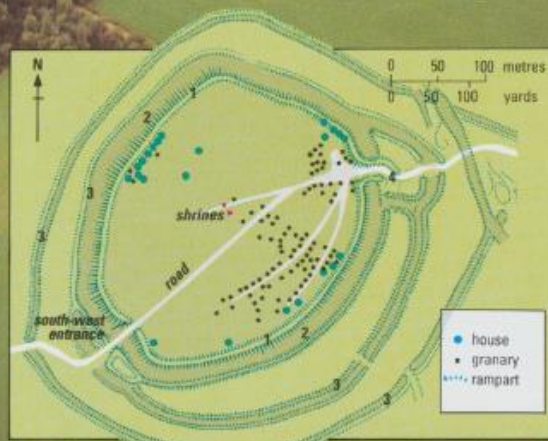 N
0 50 100 metres
0 50 100 yards
1
2
3
3
4
shrines
road
south-west
entrance
1
2
3
3
house
granary
rampart